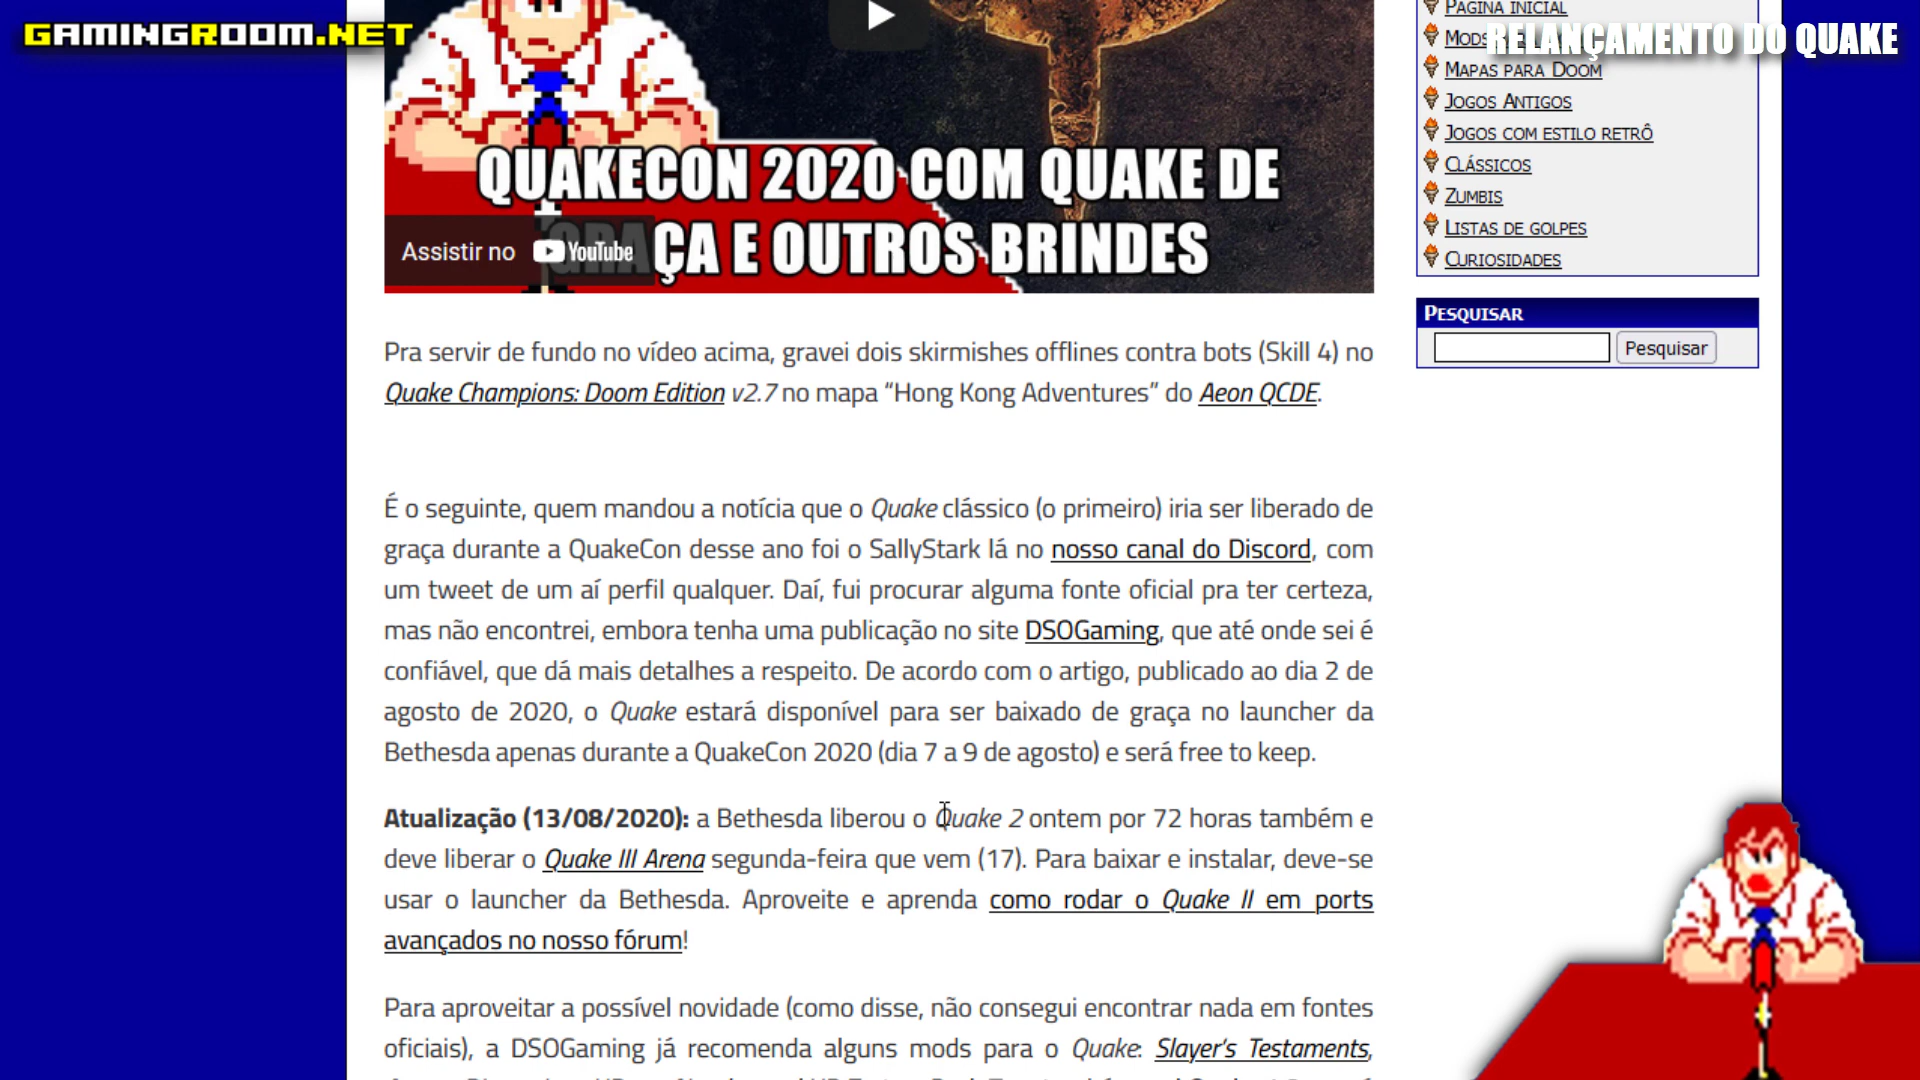 GAMINGROOM.NET
RELANÇAMENTO DO QUAKE
PÁGINA INICIAL
MODS
MAPAS PARA DOOM
JOGOS ANTIGOS
JOGOS COM ESTILO RETRÔ
CLÁSSICOS
ZUMBIS
LISTAS DE GOLPES
CURIOSIDADES
PESQUISAR
Pesquisar
QUAKECON 2020 COM QUAKE DE
GRAÇA E OUTROS BRINDES
Assistir no YouTube
Pra servir de fundo no vídeo acima, gravei dois skirmishes offlines contra bots (Skill 4) no
Quake Champions: Doom Edition v2.7 no mapa “Hong Kong Adventures” do Aeon QCDE.
É o seguinte, quem mandou a notícia que o Quake clássico (o primeiro) iria ser liberado de
graça durante a QuakeCon desse ano foi o SallyStark lá no nosso canal do Discord, com
um tweet de um aí perfil qualquer. Daí, fui procurar alguma fonte oficial pra ter certeza,
mas não encontrei, embora tenha uma publicação no site DSOGaming, que até onde sei é
confiável, que dá mais detalhes a respeito. De acordo com o artigo, publicado ao dia 2 de
agosto de 2020, o Quake estará disponível para ser baixado de graça no launcher da
Bethesda apenas durante a QuakeCon 2020 (dia 7 a 9 de agosto) e será free to keep.
Atualização (13/08/2020): a Bethesda liberou o Quake 2 ontem por 72 horas também e
deve liberar o Quake III Arena segunda-feira que vem (17). Para baixar e instalar, deve-se
usar o launcher da Bethesda. Aproveite e aprenda como rodar o Quake II em ports
avançados no nosso fórum!
Para aproveitar a possível novidade (como disse, não consegui encontrar nada em fontes
oficiais), a DSOGaming já recomenda alguns mods para o Quake: Slayer's Testaments,